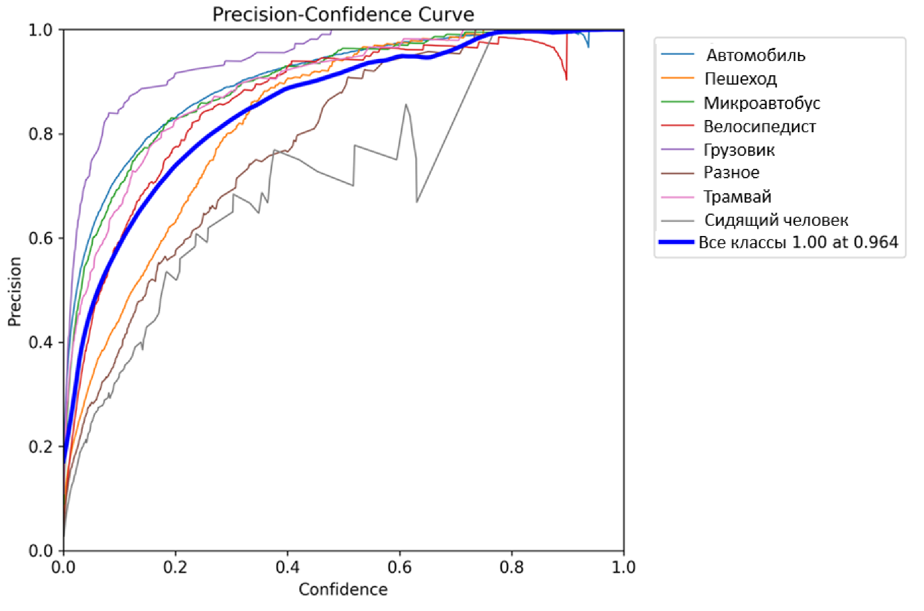 Precision-Confidence Curve
1.0
0.8
0.6
0.4
0.2
0.0
Precision
0.0 0.2 0.4 0.6 0.8 1.0
Confidence
Автомобиль
Пешеход
Микроавтобус
Велосипедист
Грузовик
Разное
Трамвай
Сидящий человек
Все классы 1.00 at 0.964